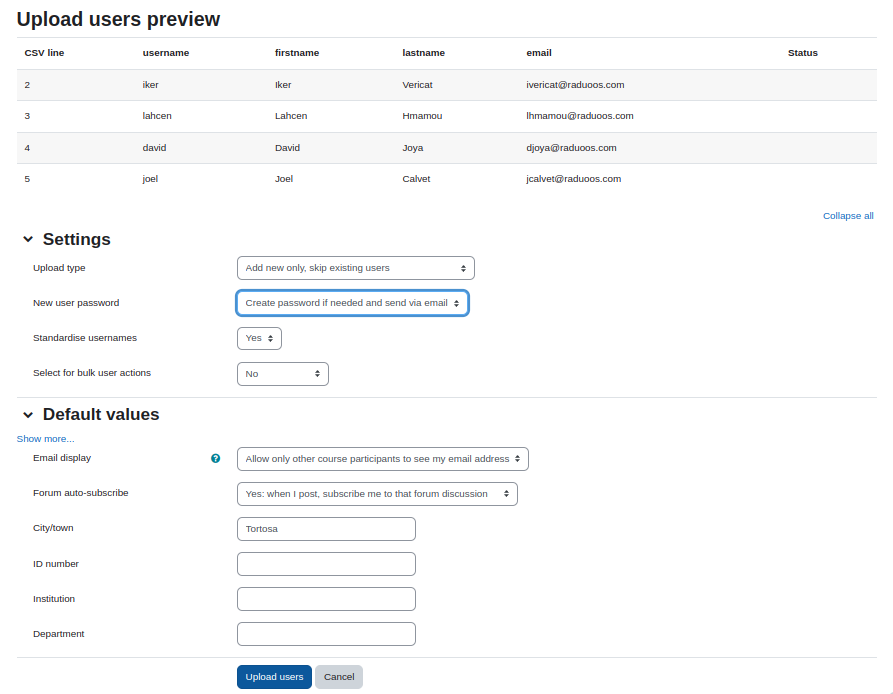 Upload users preview
CSV line username firstname lastname email Status
2 iker Iker Vericat ivericat@raduoos.com
3 lahcen Lahcen Hmamou lhmamou@raduoos.com
4 david David Joya djoya@raduoos.com
5 joel Joel Calvet jcalvet@raduoos.com
Collapse all
Settings
Upload type Add new only, skip existing users
New user password Create password if needed and send via email
Standardise usernames Yes
Select for bulk user actions No
Default values
Show more...
Email display ? Allow only other course participants to see my email address
Forum auto-subscribe Yes: when I post, subscribe me to that forum discussion
City/town Tortosa
ID number
Institution
Department
Upload users Cancel